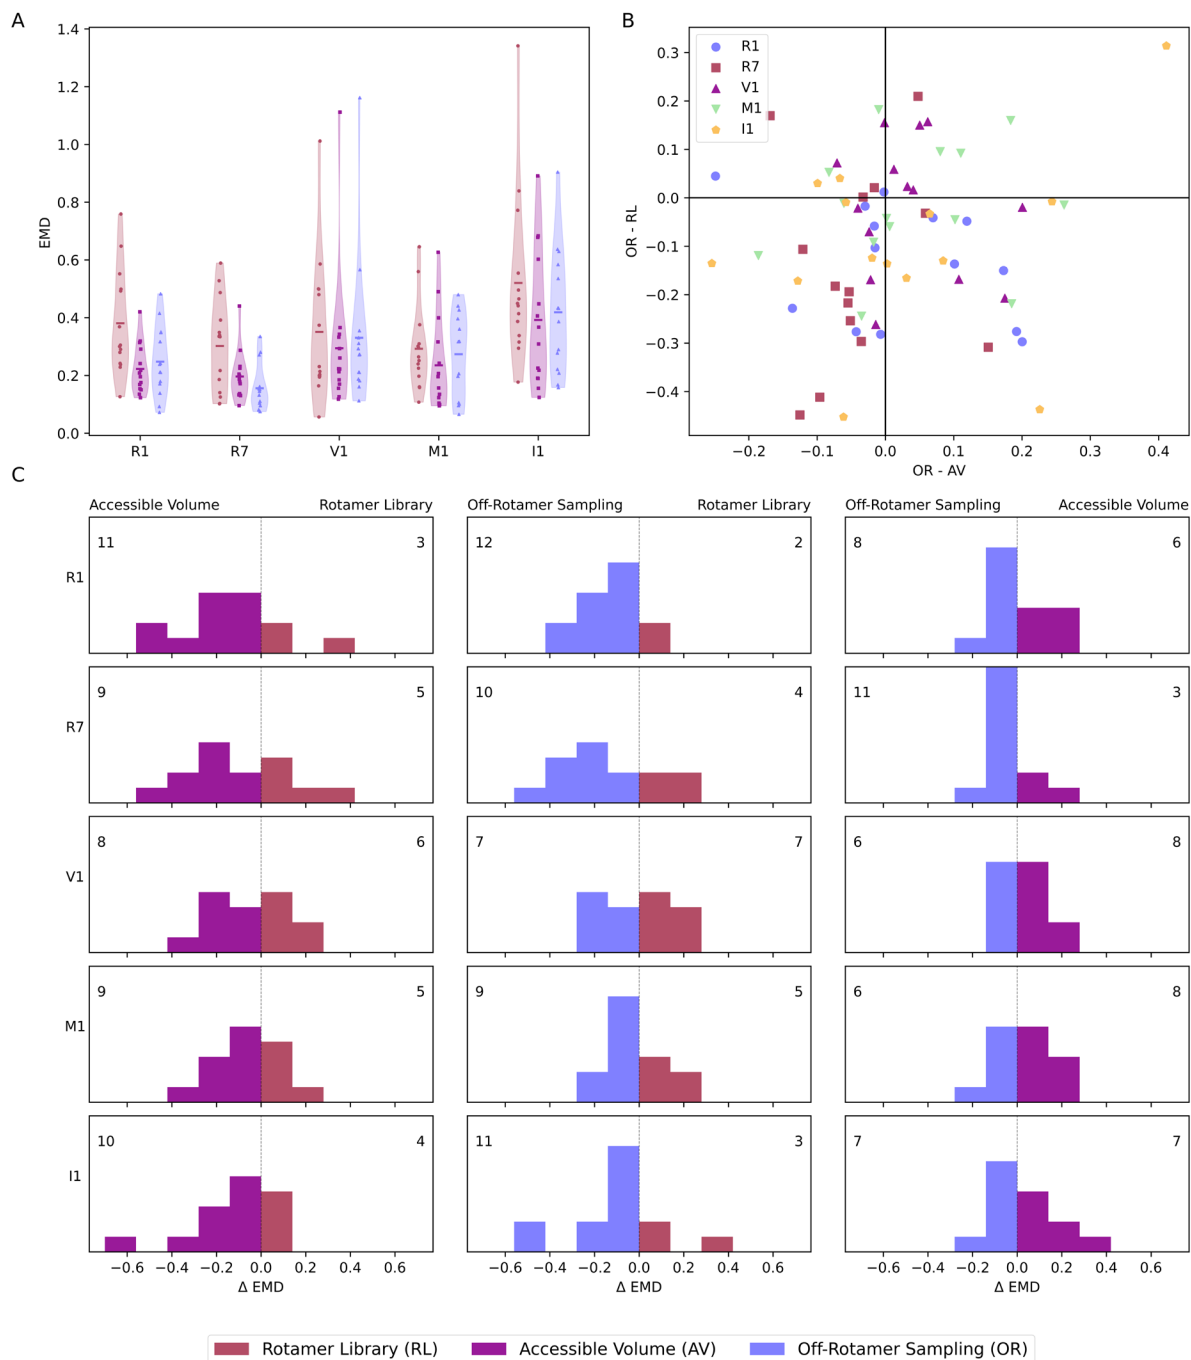 A
B
1.4
1.2
1.0
0.8
0.6
0.4
0.2
0.0
EMD
R1
R7
V1
M1
I1
0.3
0.2
0.1
0.0
−0.1
−0.2
−0.3
−0.4
OR - RL
R1
R7
V1
M1
I1
−0.2
−0.1
0.0
0.1
0.2
0.3
0.4
OR - AV
C
Accessible Volume
Rotamer Library
Off-Rotamer Sampling
Rotamer Library
Off-Rotamer Sampling
Accessible Volume
R1
11
3
12
2
8
6
R7
9
5
10
4
11
3
V1
8
6
7
7
6
8
M1
9
5
9
5
6
8
I1
10
4
11
3
7
7
−0.6 −0.4 −0.2 0.0 0.2 0.4 0.6
−0.6 −0.4 −0.2 0.0 0.2 0.4 0.6
−0.6 −0.4 −0.2 0.0 0.2 0.4 0.6
Δ EMD
Δ EMD
Δ EMD
Rotamer Library (RL)
Accessible Volume (AV)
Off-Rotamer Sampling (OR)